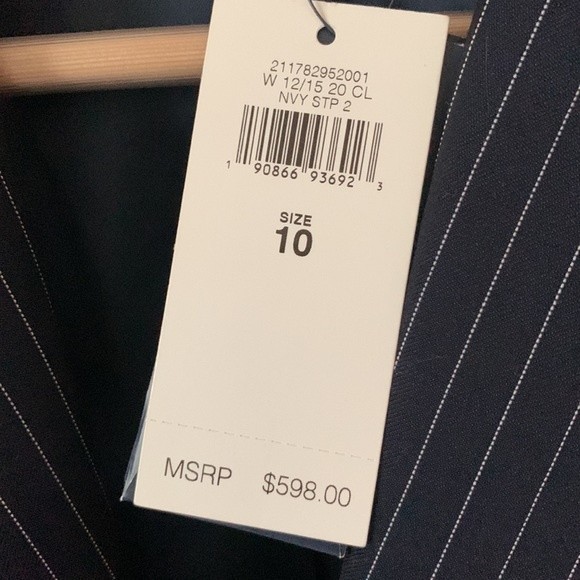 211782952001
W 12/15 20 CL
NVY STP 2
1 90866 93692 3
SIZE
10
MSRP $598.00